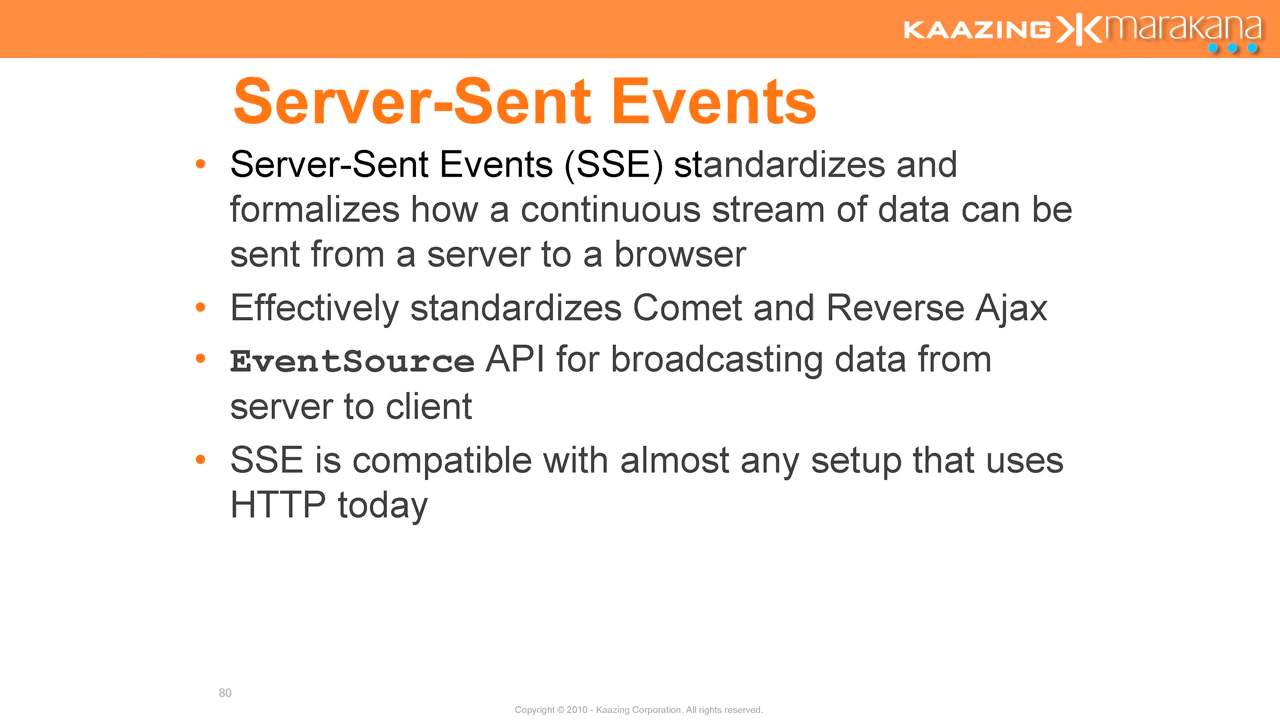 KAAZING marakana
Server-Sent Events
• Server-Sent Events (SSE) standardizes and
formalizes how a continuous stream of data can be
sent from a server to a browser
• Effectively standardizes Comet and Reverse Ajax
• EventSource API for broadcasting data from
server to client
• SSE is compatible with almost any setup that uses
HTTP today
80
Copyright © 2010 - Kaazing Corporation. All rights reserved.